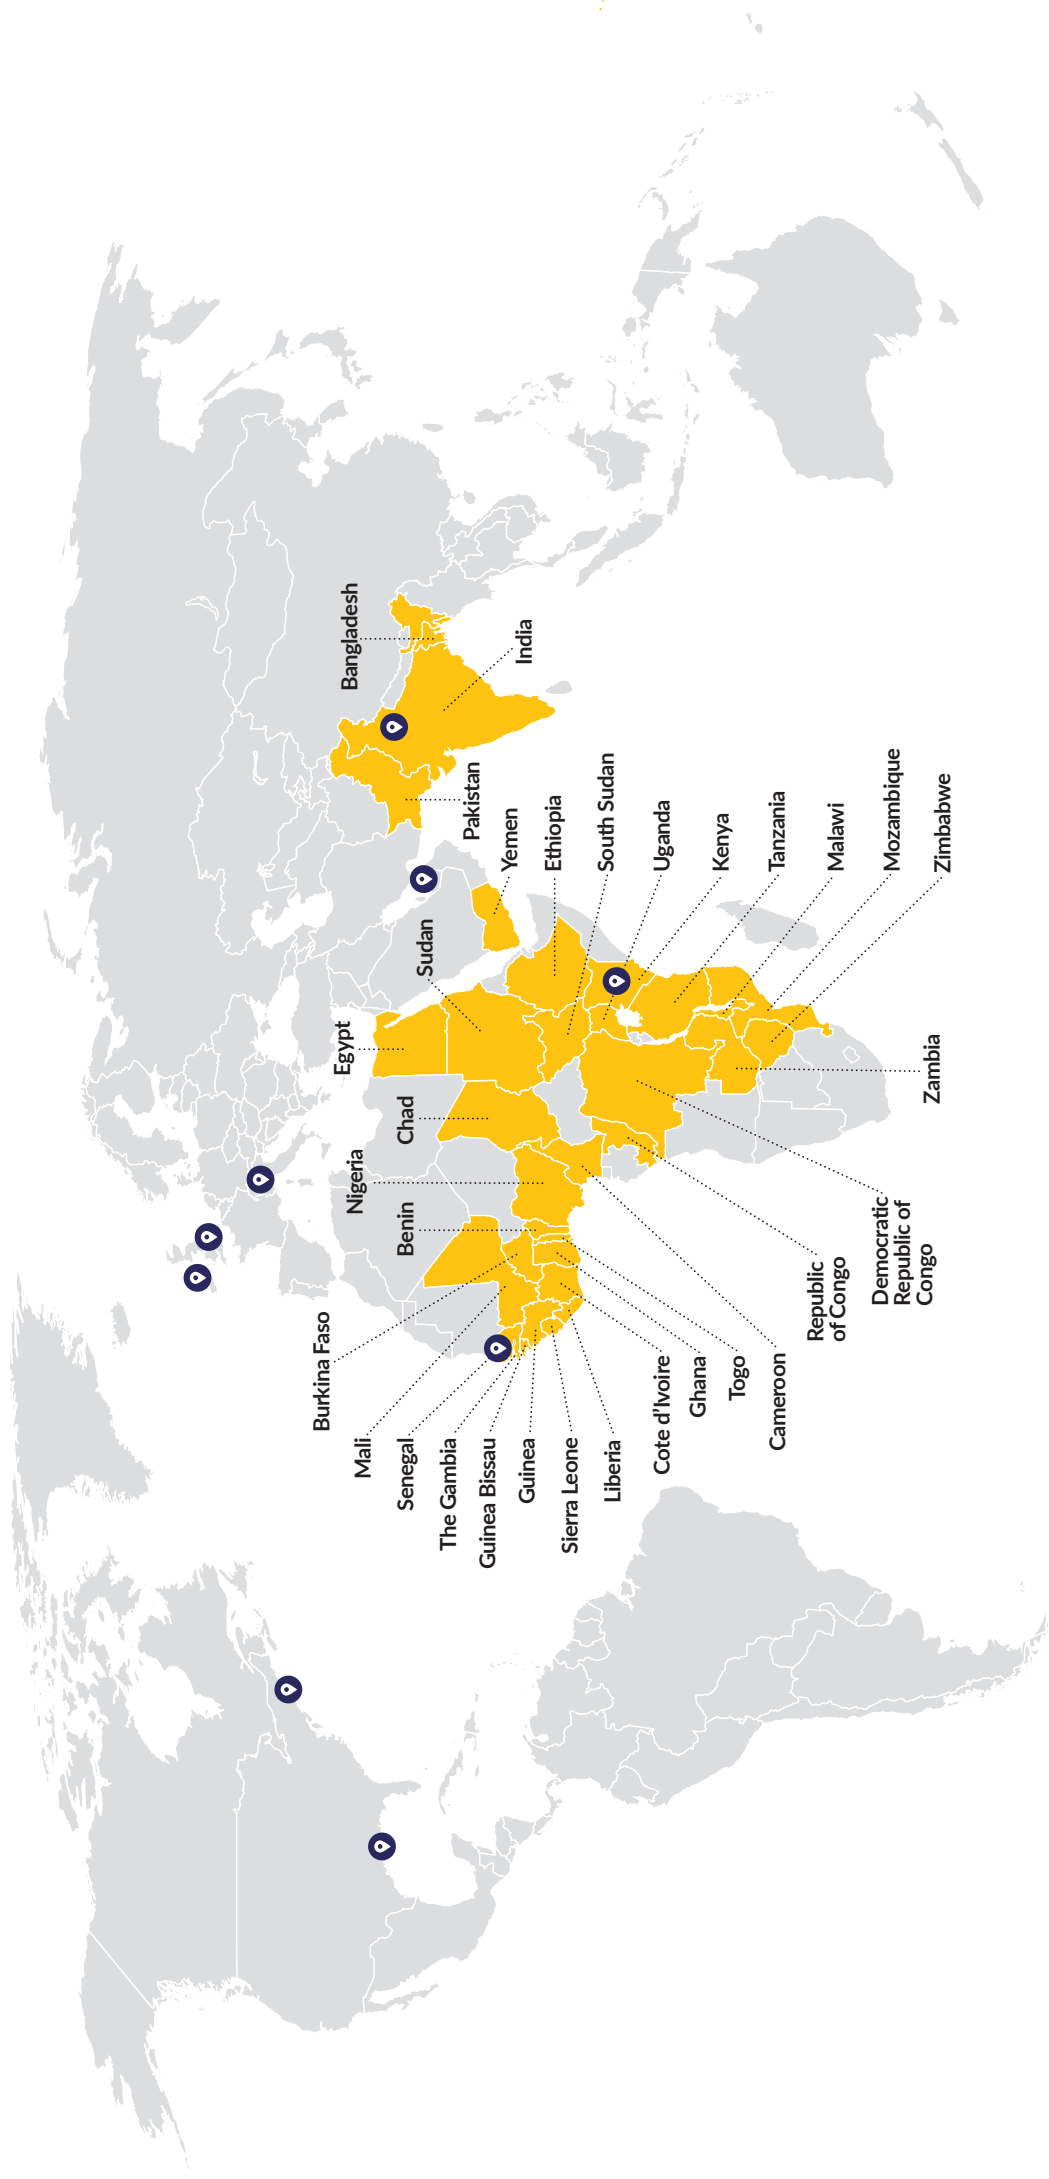 Burkina Faso
Mali
Senegal
The Gambia
Guinea Bissau
Guinea
Sierra Leone
Liberia
Cote d'Ivoire
Ghana
Togo
Cameroon
Republic
of Congo
Democratic
Republic of
Congo
Benin
Nigeria
Chad
Egypt
Sudan
Zambia
Yemen
Ethiopia
South Sudan
Uganda
Kenya
Tanzania
Malawi
Mozambique
Zimbabwe
Pakistan
Bangladesh
India